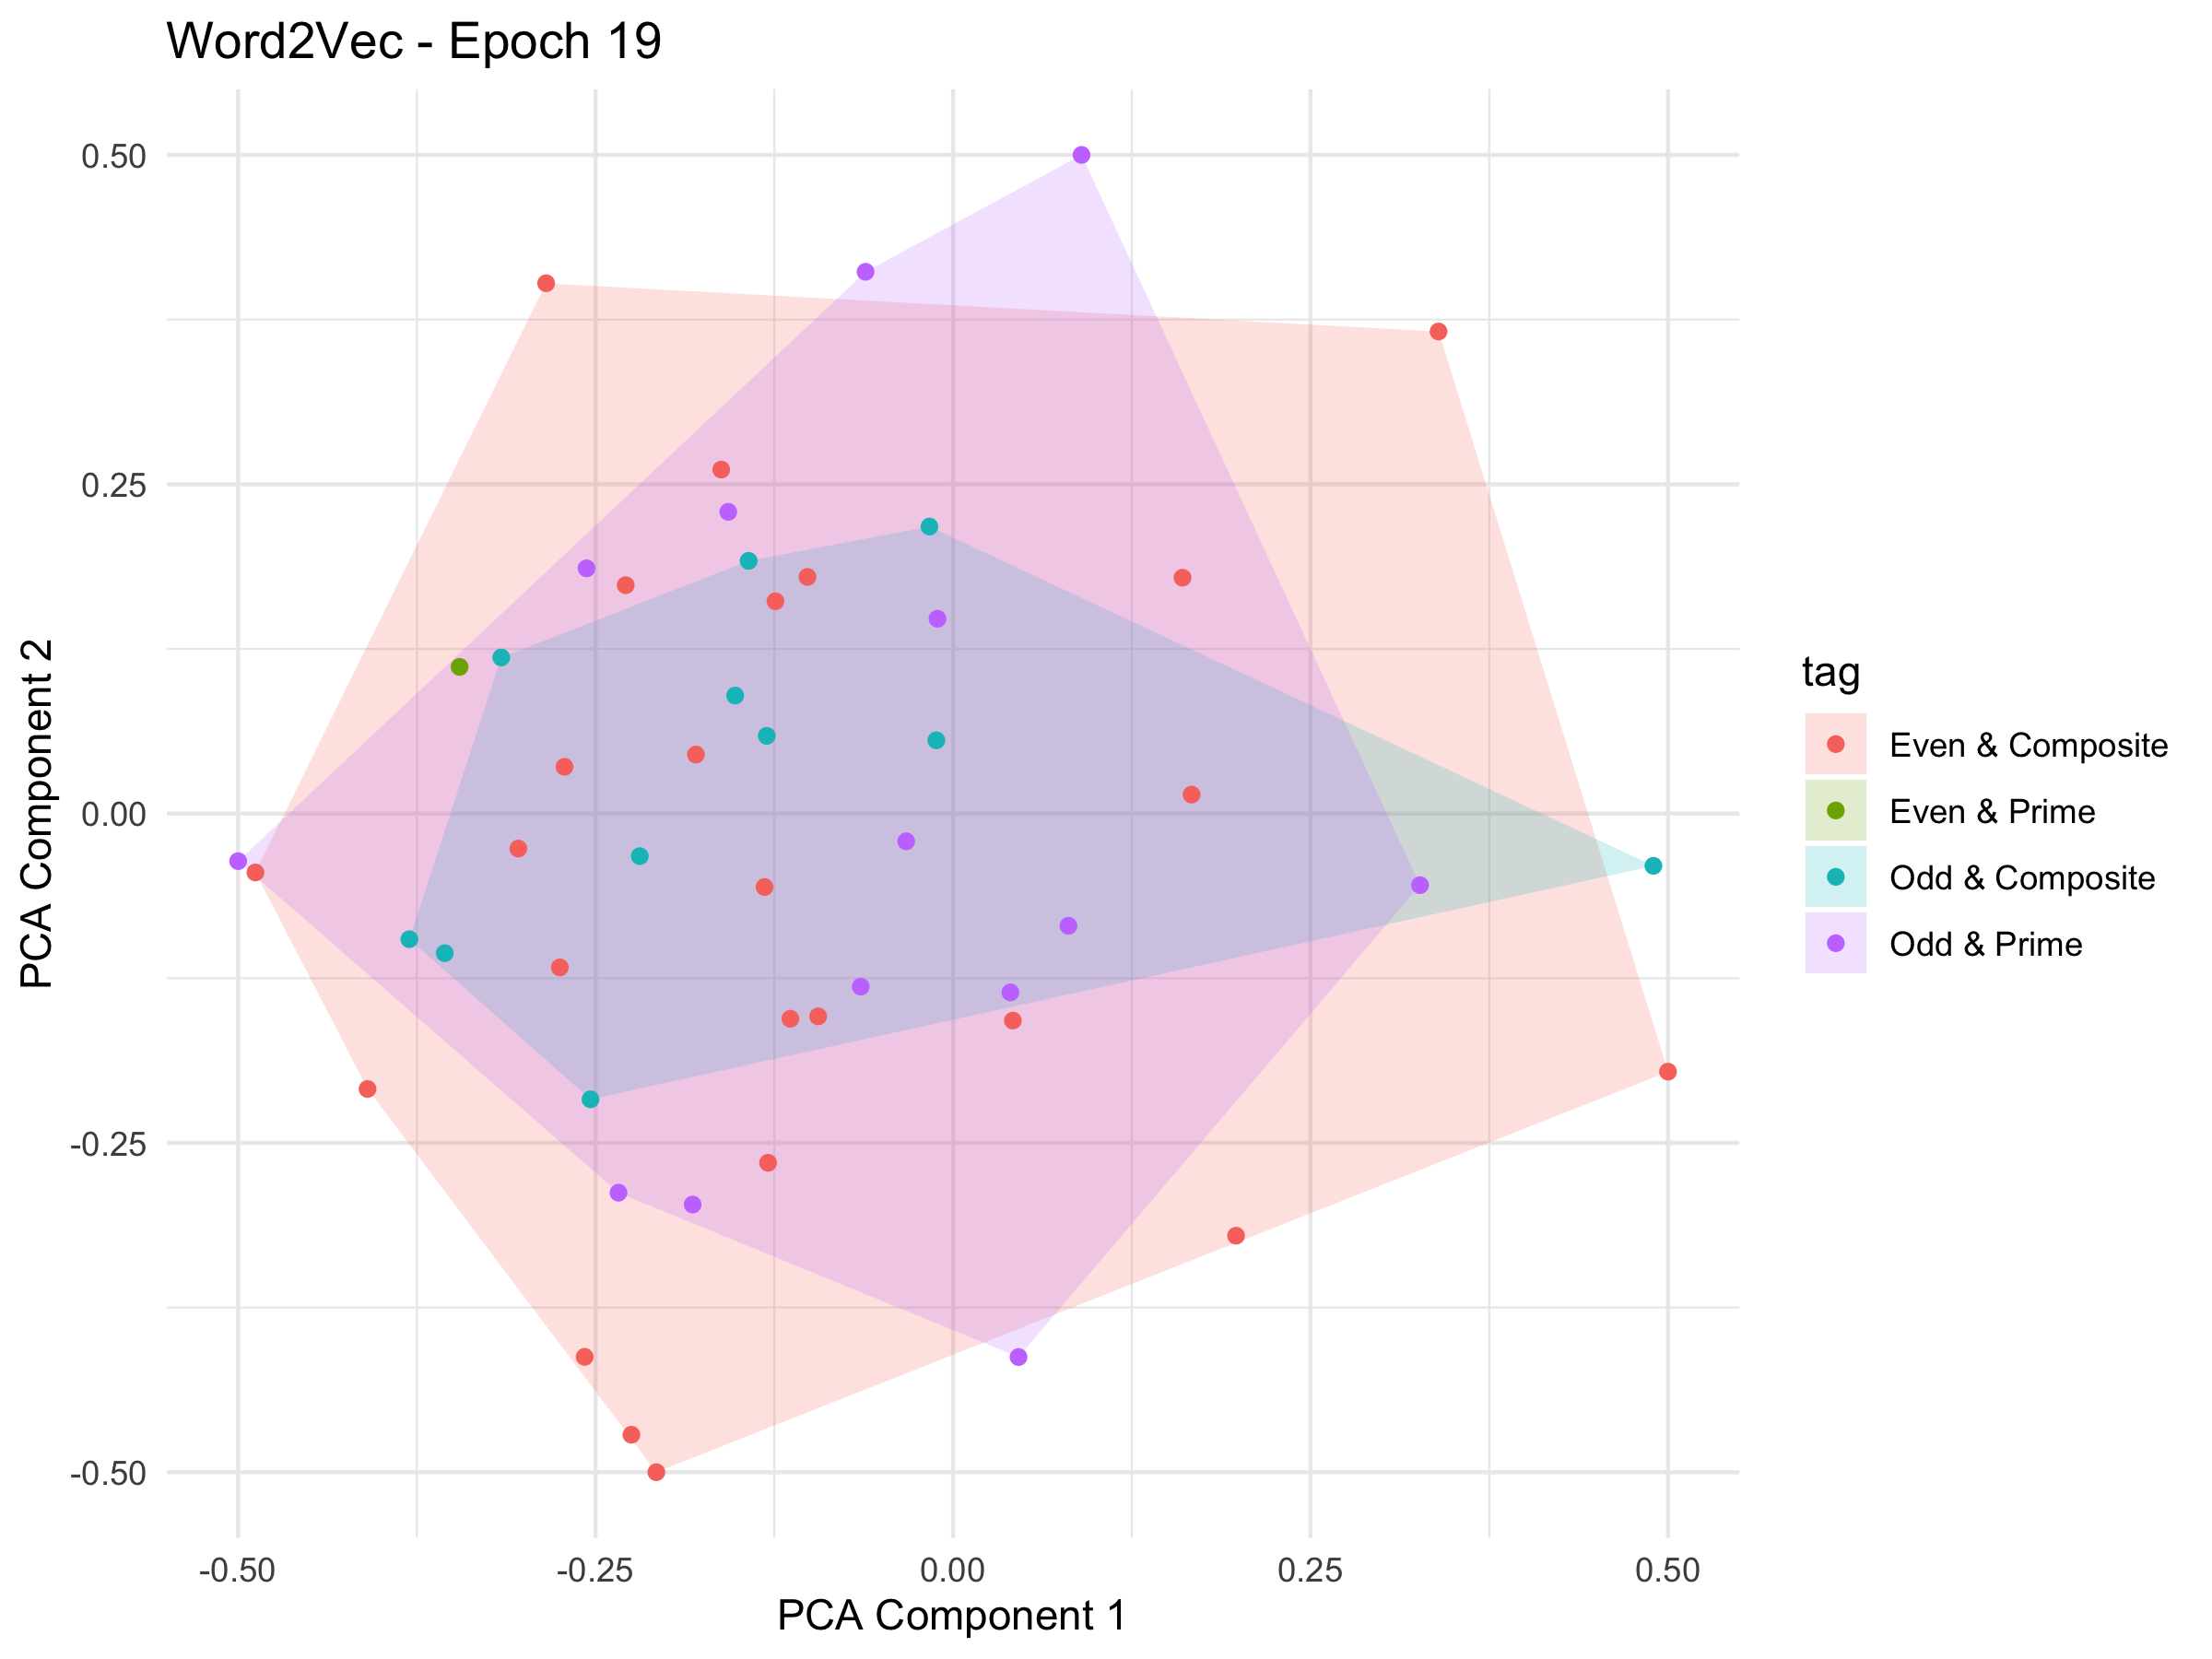 Word2Vec - Epoch 19
0.50
0.25
0.00
-0.25
-0.50
PCA Component 2
-0.50
-0.25
0.00
0.25
0.50
PCA Component 1
tag
Even & Composite
Even & Prime
Odd & Composite
Odd & Prime